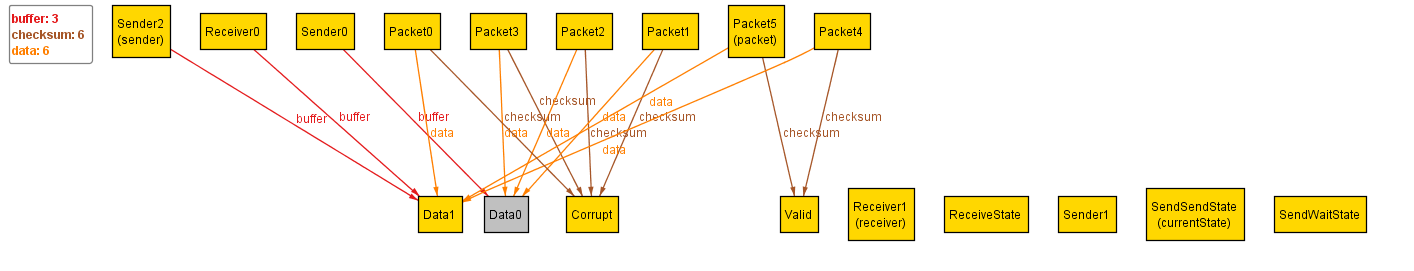 buffer: 3
checksum: 6
data: 6
Sender2
(sender)
Receiver0
Sender0
Packet0
Packet3
Packet2
Packet1
Packet5
(packet)
Packet4
checksum
data
buffer
buffer
buffer
checksum
data
checksum
checksum
data
data
data
checksum
checksum
data
Data1
Data0
Corrupt
Valid
Receiver1
(receiver)
ReceiveState
Sender1
SendSendState
(currentState)
SendWaitState